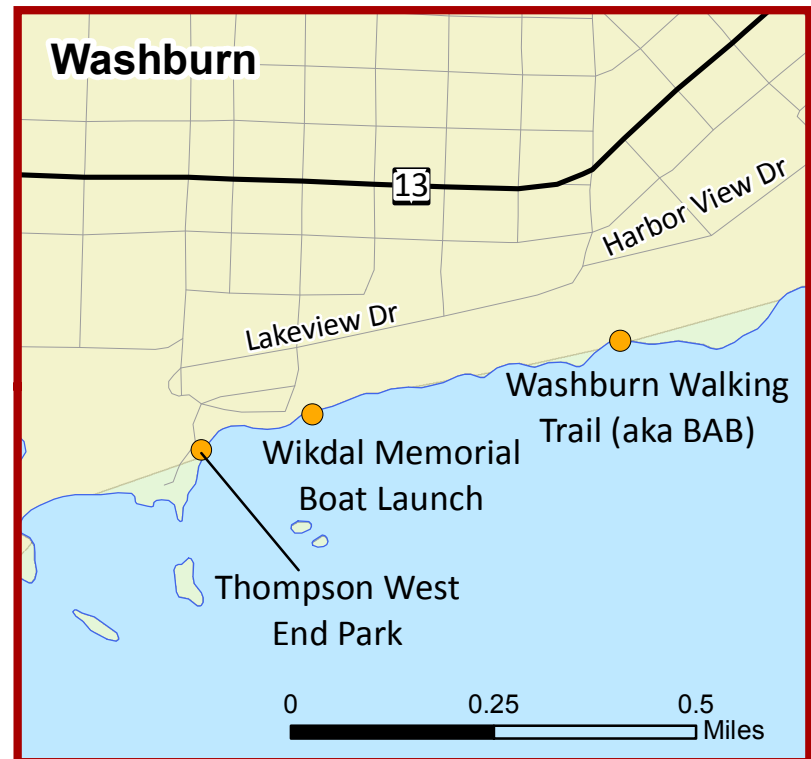 Washburn
13
Harbor View Dr
Lakeview Dr
Washburn Walking
Trail (aka BAB)
Wikdal Memorial
Boat Launch
Thompson West
End Park
0 0.25 0.5
Miles